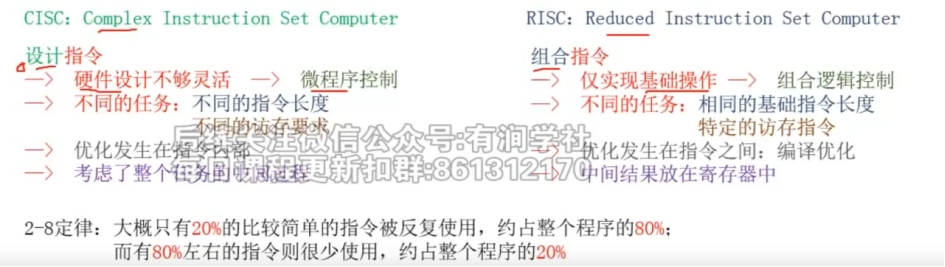 CISC: Complex Instruction Set Computer
设计指令
—> 硬件设计不够灵活 —> 微程序控制
—> 不同的任务: 不同的指令长度
不同的访存要求
—> 优化发生在指令内部
—> 考虑了整个任务的中间过程
RISC: Reduced Instruction Set Computer
组合指令
—> 仅实现基础操作 —> 组合逻辑控制
—> 不同的任务: 相同的基础指令长度
特定的访存指令
—> 优化发生在指令之间: 编译优化
—> 中间结果放在寄存器中
后续关注微信公众号:有涧学社
每日课程更新扣群:861312170
2-8定律: 大概只有20%的比较简单的指令被反复使用，约占整个程序的80%;
而有80%左右的指令则很少使用，约占整个程序的20%